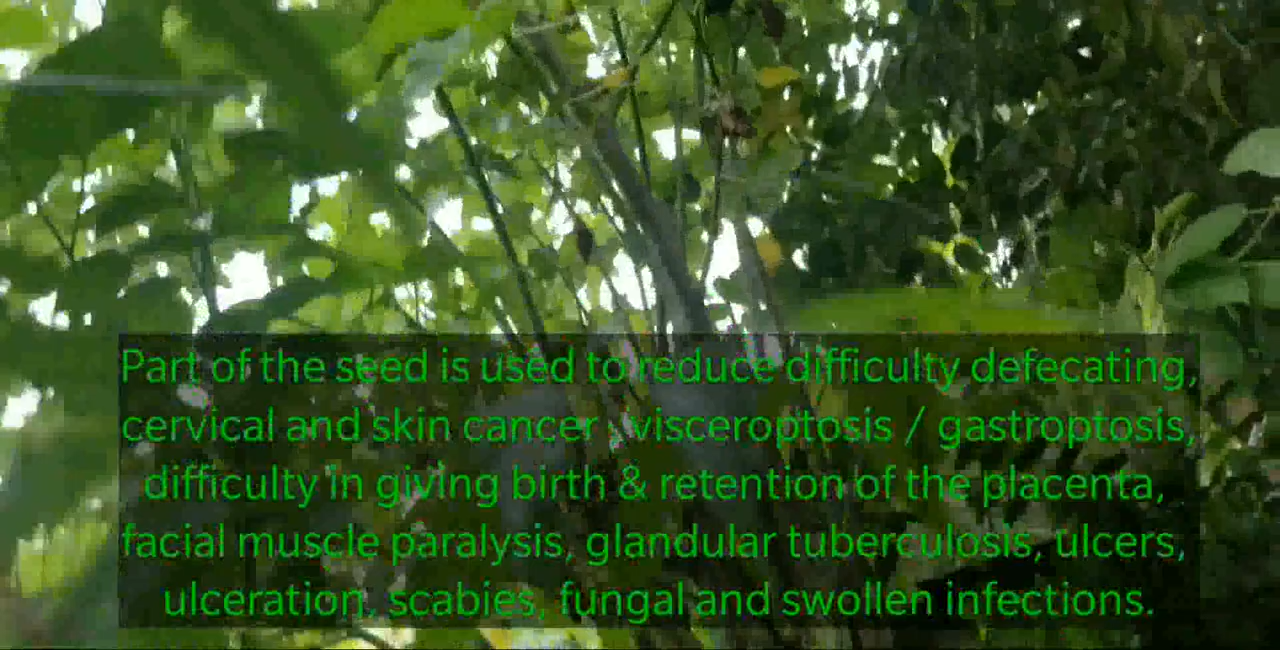 Part of the seed is used to reduce difficulty defecating,
cervical and skin cancer , visceroptosis / gastroptosis,
difficulty in giving birth & retention of the placenta,
facial muscle paralysis, glandular tuberculosis, ulcers,
ulceration, scabies, fungal and swollen infections.